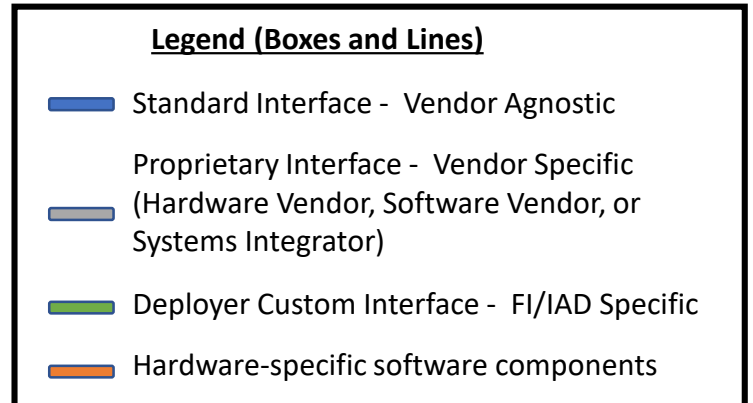 Legend (Boxes and Lines)
Standard Interface - Vendor Agnostic
Proprietary Interface - Vendor Specific
(Hardware Vendor, Software Vendor, or
Systems Integrator)
Deployer Custom Interface - FI/IAD Specific
Hardware-specific software components